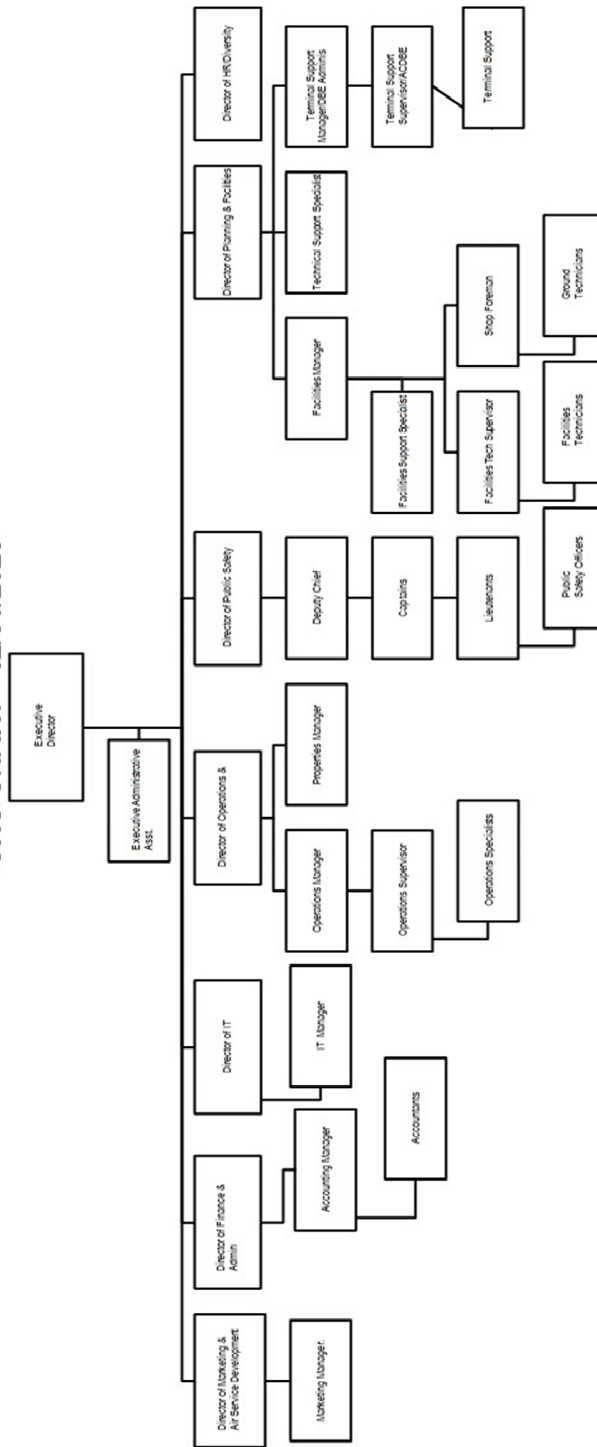 Executive
Director
Executive Administrative
Asst.
Director of Marketing &
Air Service Development
Director of Finance &
Admin
Director of IT
Director of Operations &
Director of Public Safety
Director of Planning & Facilities
Director of HR/Diversity
Marketing Manager.
Accounting Manager
IT Manager
Operations Manager
Properties Manager
Deputy Chief
Facilities Manager
Technical Support Specialist
Terminal Support
Manager/DBE Adminis
Accountants
Operations Supervisor
Captains
Facilities Support Specialist
Terminal Support
Supervisor/ACDBE
Operations Specialists
Lieutenants
Facilities Tech Supervisor
Shop Foreman
Terminal Support
Public
Safety Officers
Facilities
Technicians
Ground
Technicians